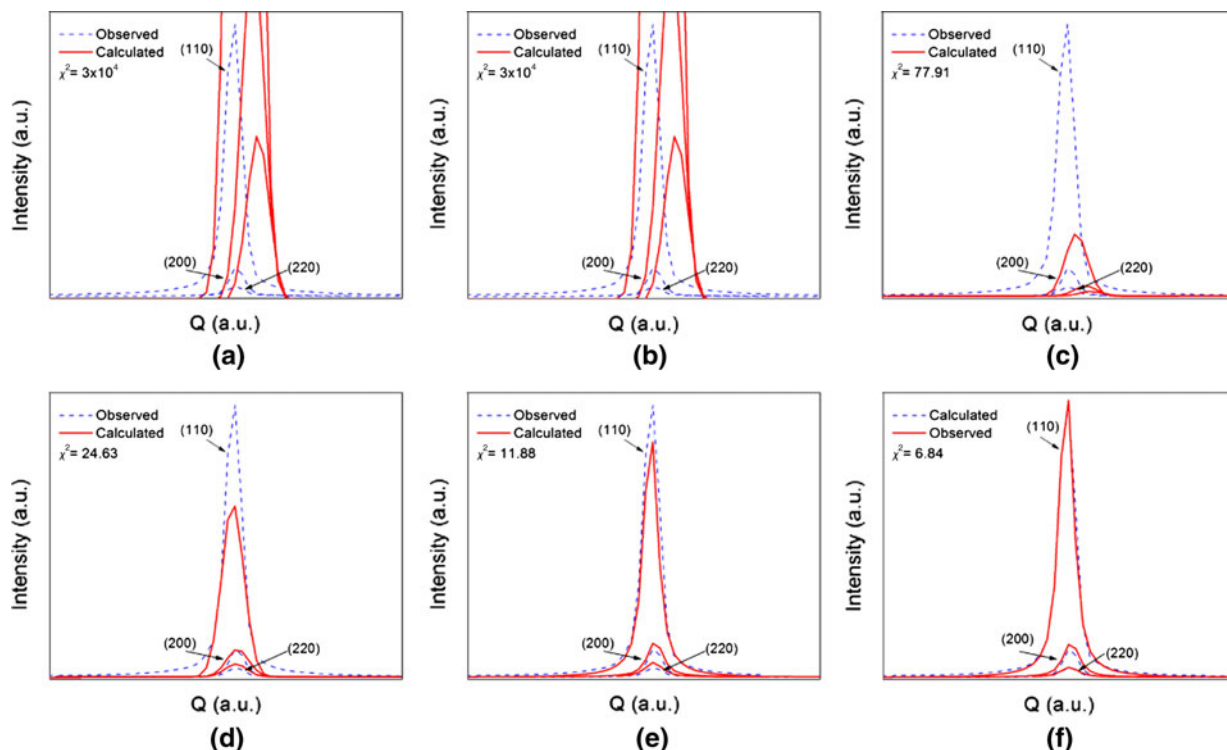 Observed
Calculated
χ²= 3x10⁴
(110)
(200)
(220)
Intensity (a.u.)
Q (a.u.)
(a)
Observed
Calculated
χ²= 3x10⁴
(110)
(200)
(220)
Intensity (a.u.)
Q (a.u.)
(b)
Observed
Calculated
χ²= 77.91
(110)
(200)
(220)
Intensity (a.u.)
Q (a.u.)
(c)
Observed
Calculated
χ²= 24.63
(110)
(200)
(220)
Intensity (a.u.)
Q (a.u.)
(d)
Observed
Calculated
χ²= 11.88
(110)
(200)
(220)
Intensity (a.u.)
Q (a.u.)
(e)
Calculated
Observed
χ²= 6.84
(110)
(200)
(220)
Intensity (a.u.)
Q (a.u.)
(f)